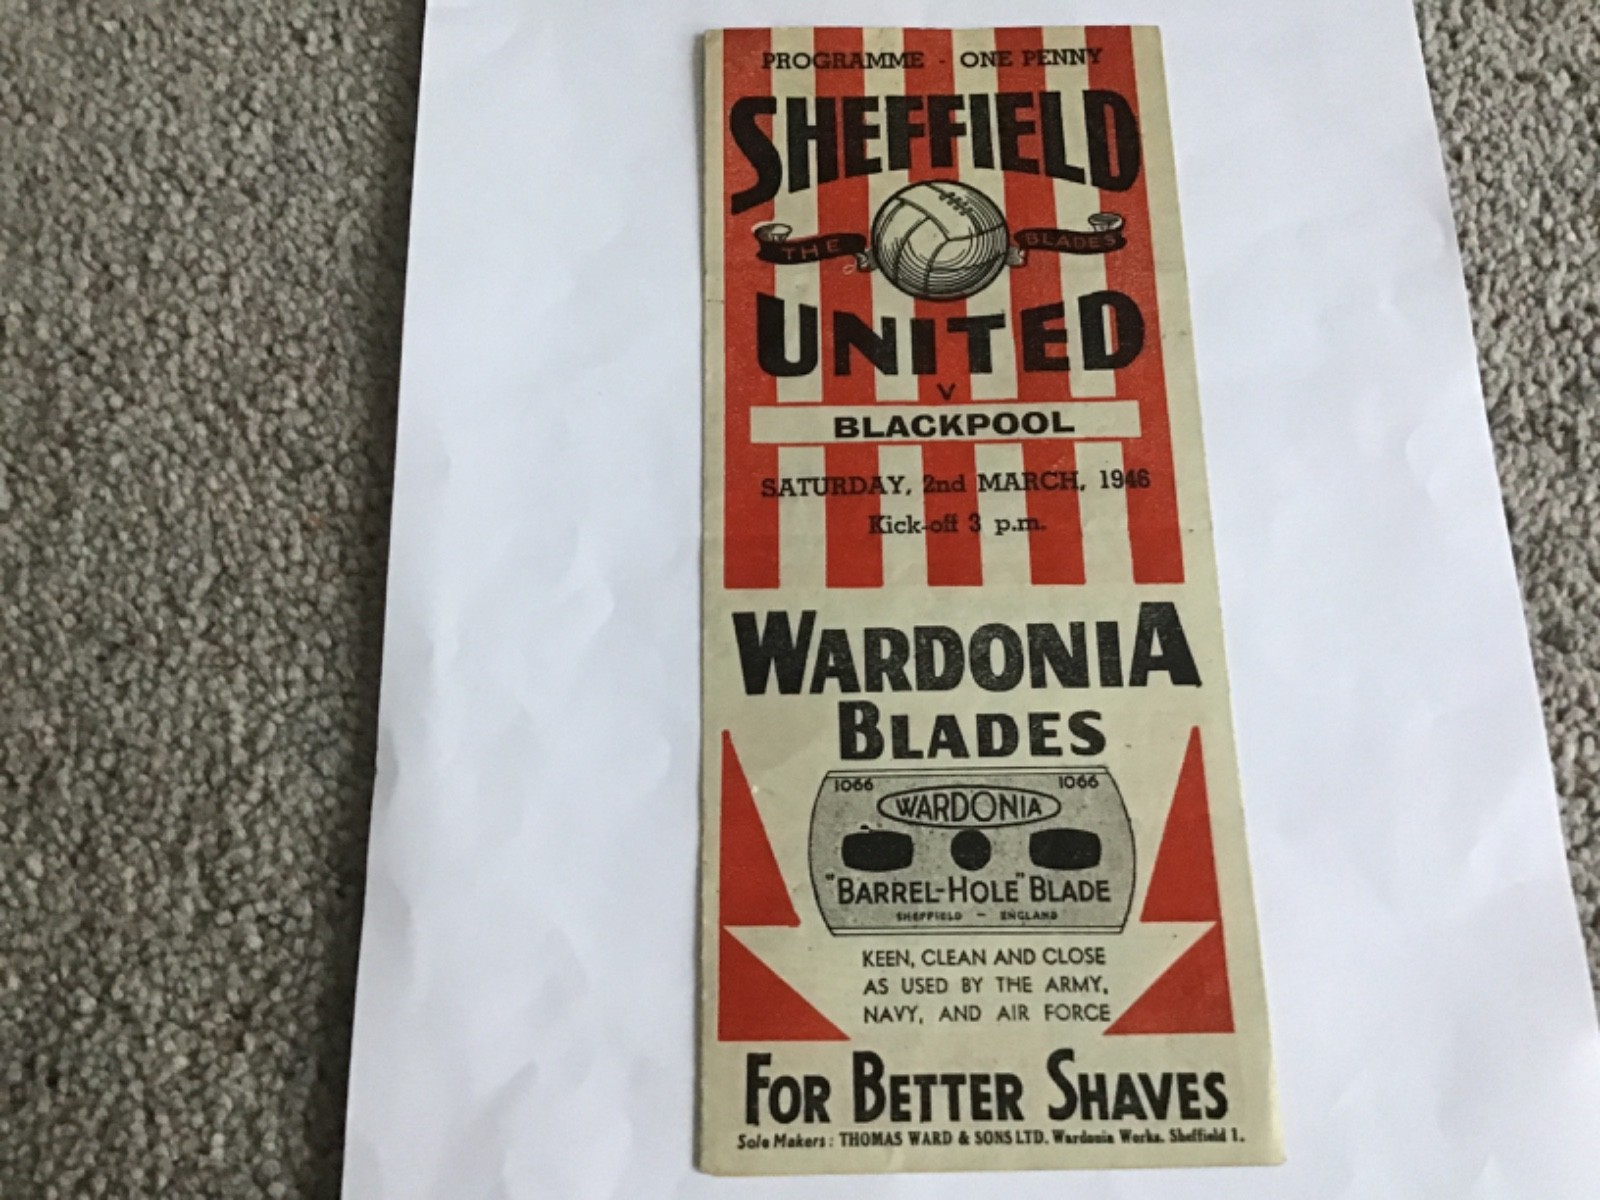 PROGRAMME - ONE PENNY
SHEFFIELD
THE BLADES
UNITED
V
BLACKPOOL
SATURDAY, 2nd MARCH, 1946
Kick-off 3 p.m.
WARDONIA
BLADES
1066 1066
WARDONIA
"BARREL-HOLE" BLADE
SHEFFIELD - ENGLAND
KEEN, CLEAN AND CLOSE
AS USED BY THE ARMY,
NAVY, AND AIR FORCE
FOR BETTER SHAVES
Sole Makers: THOMAS WARD & SONS LTD. Wardonia Works. Sheffield 1.